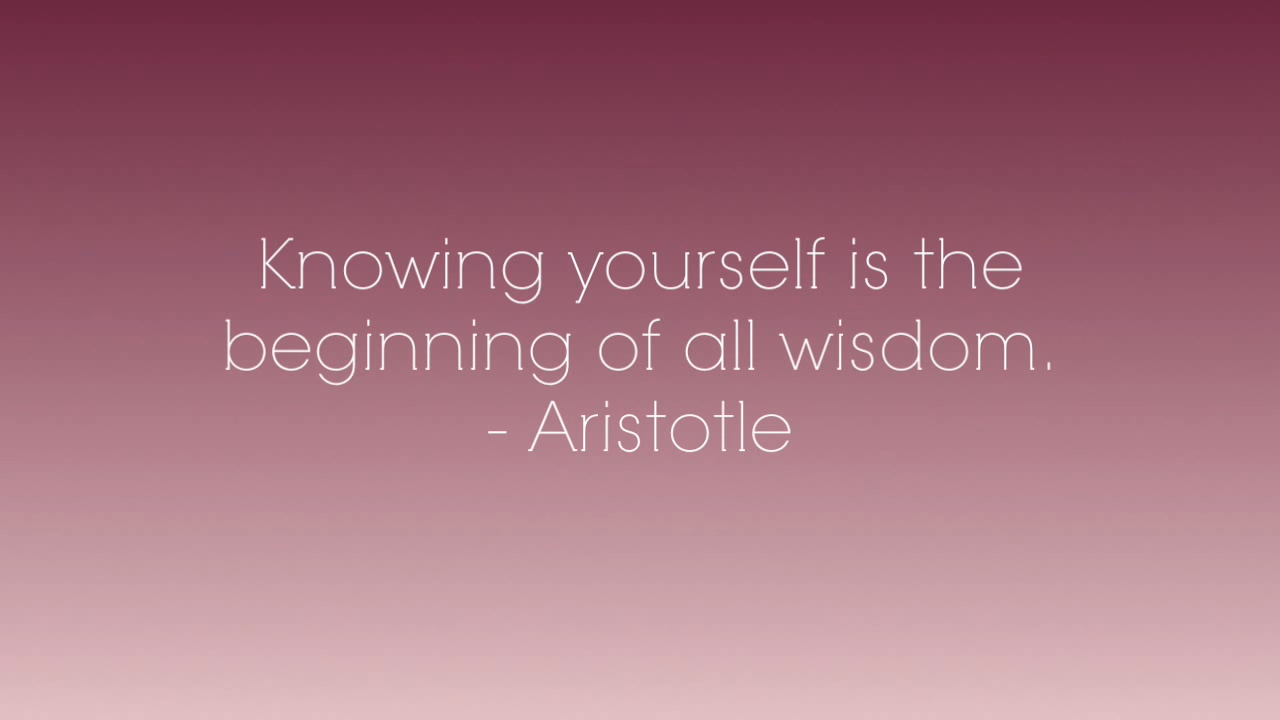 Knowing yourself is the
beginning of all wisdom.
- Aristotle